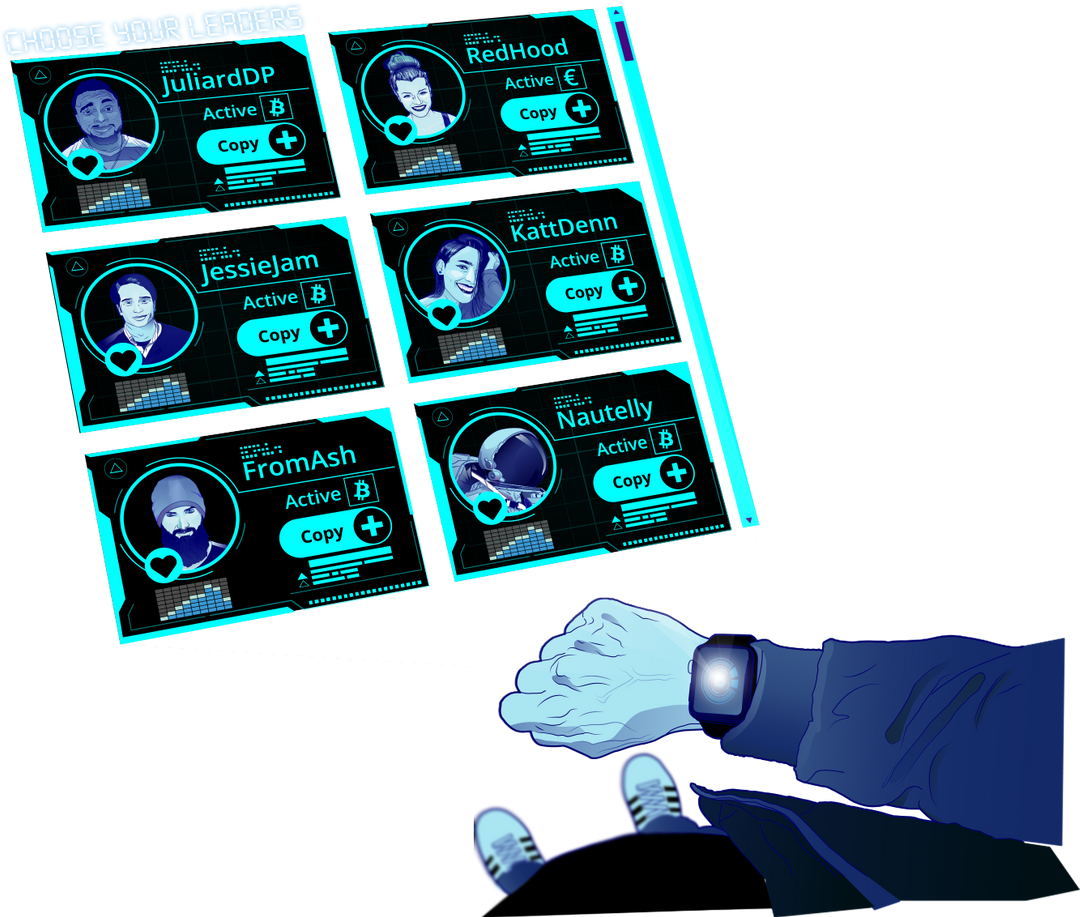 CHOOSE YOUR LEADERS
JuliardDP
Active ₿
Copy
RedHood
Active €
Copy
JessieJam
Active ₿
Copy
KattDenn
Active ₿
Copy
FromAsh
Active ₿
Copy
Nautelly
Active ₿
Copy